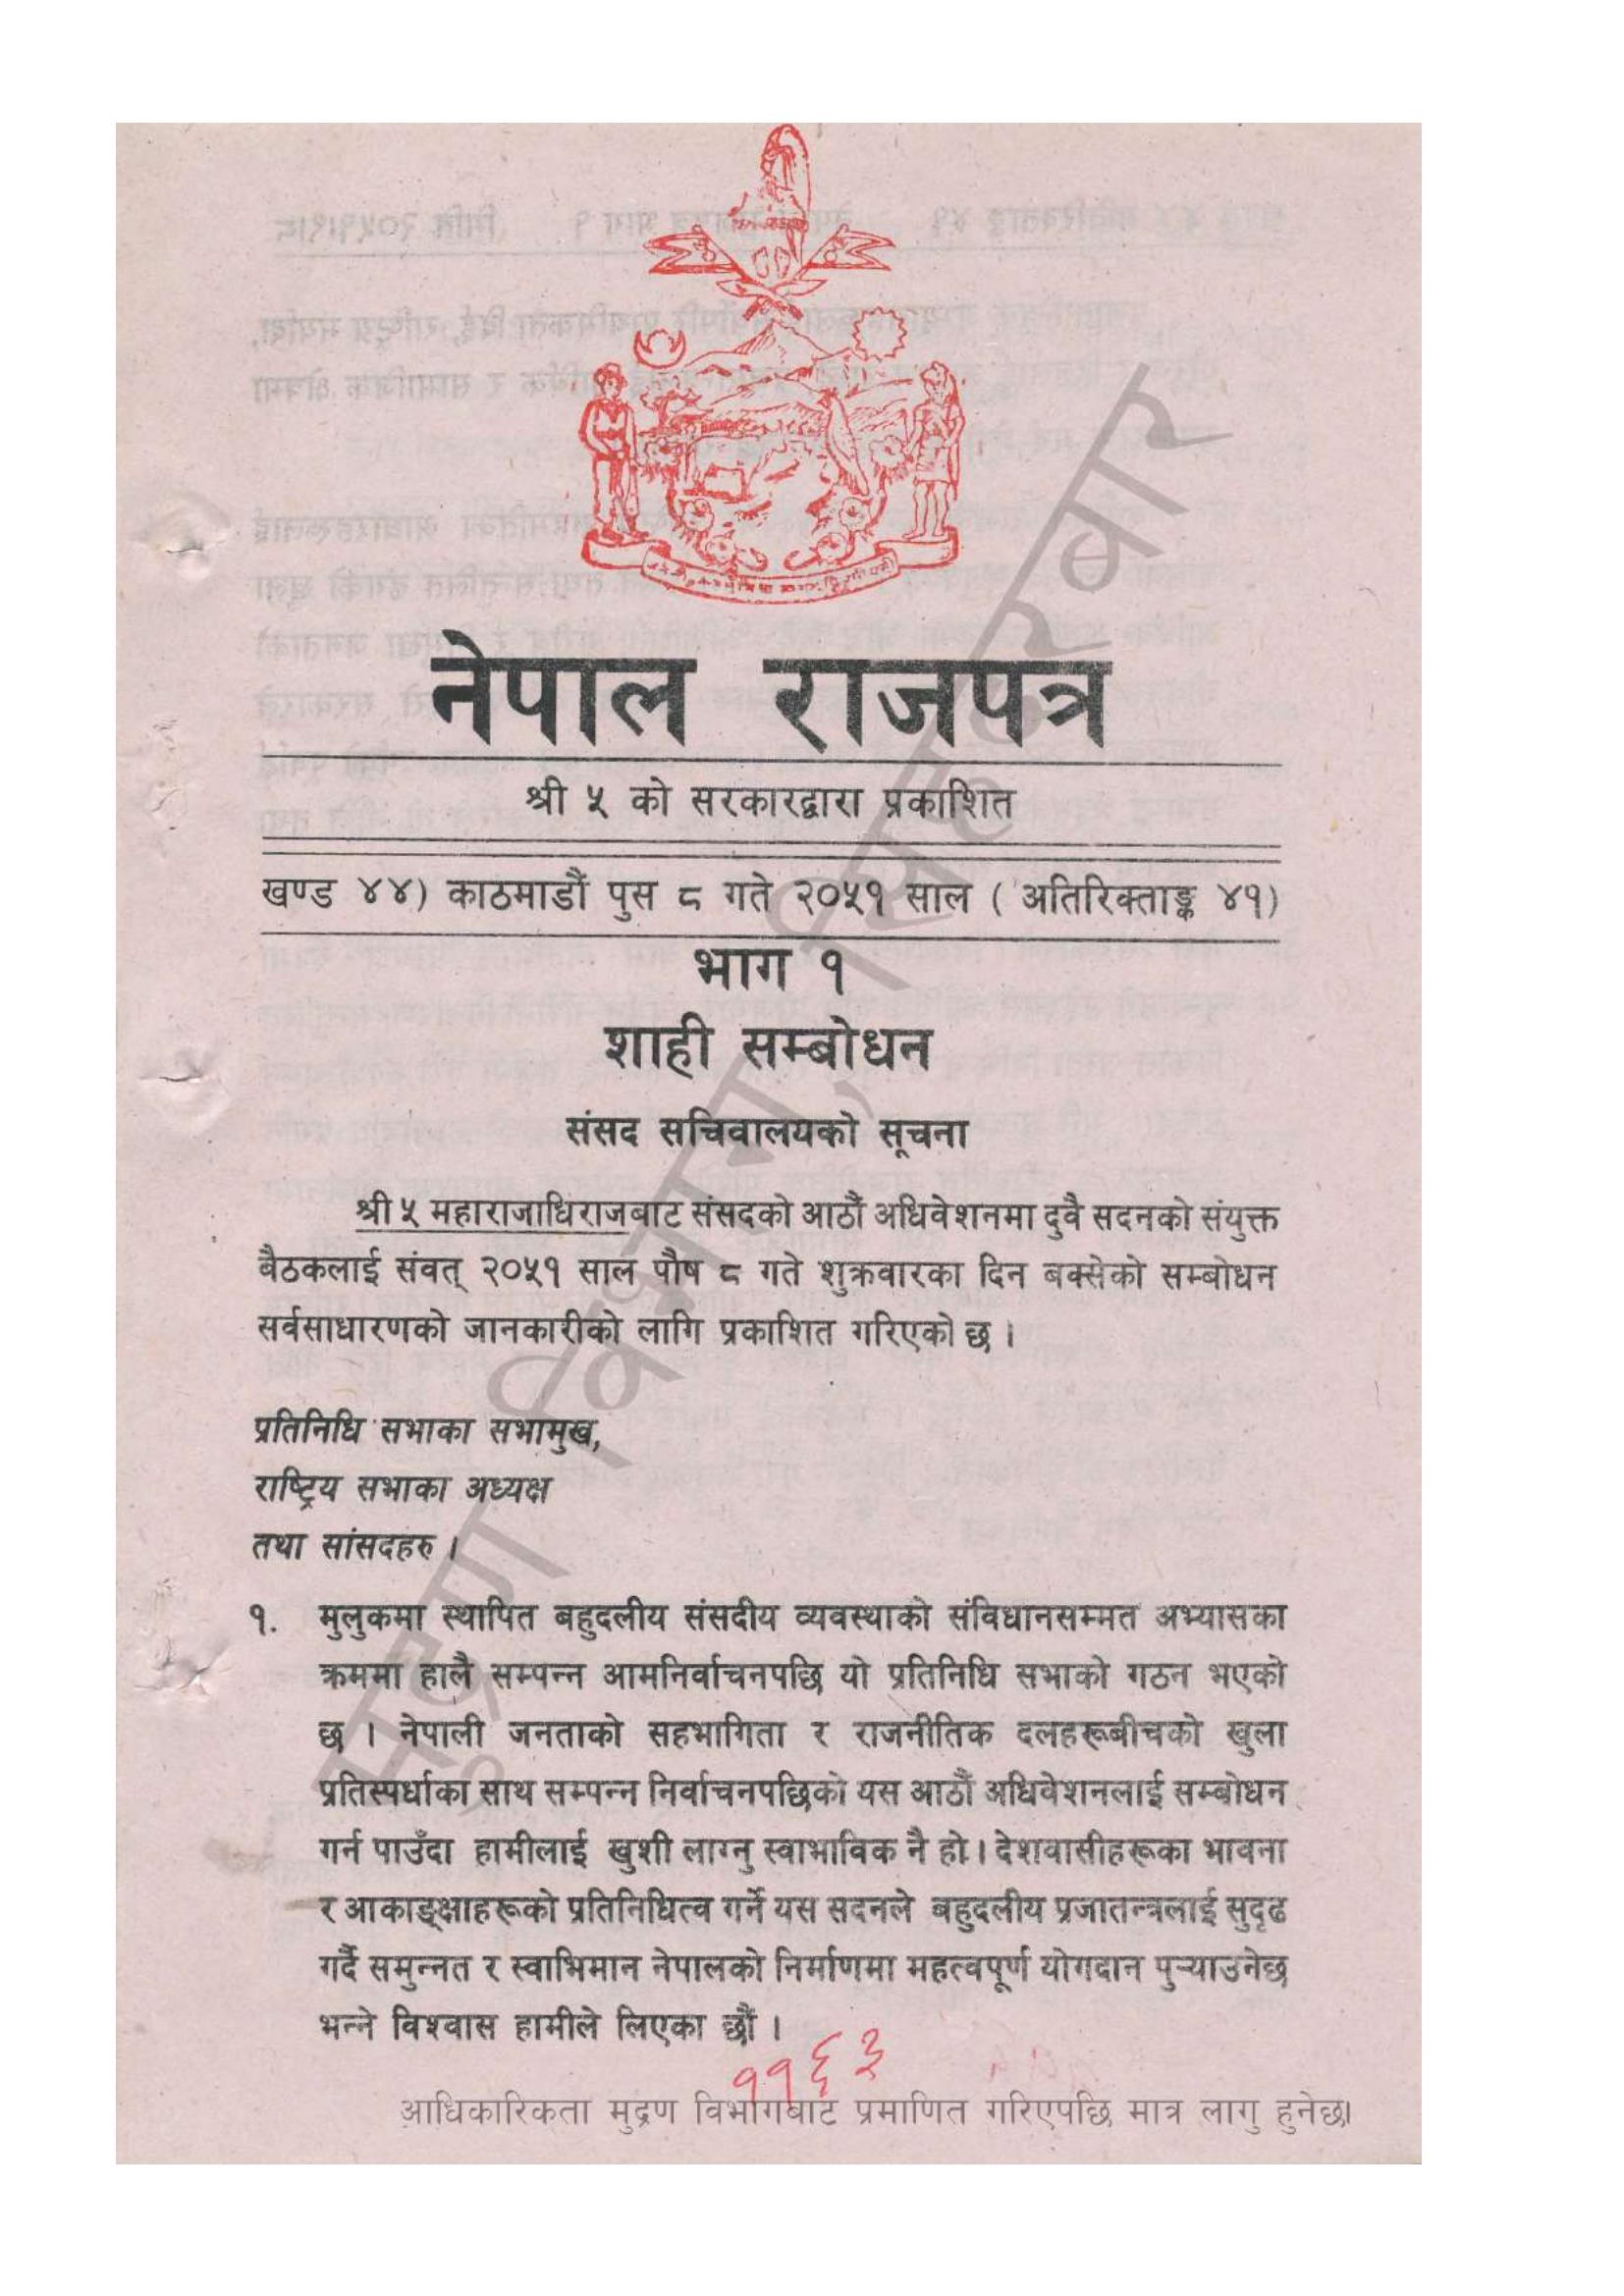 नेपाल राजपत्र
श्री ५ को सरकारद्वारा प्रकाशित
खण्ड ४४) काठमाडौं पुस ८ गते २०५१ साल ( अतिरिक्ताङ्क ४१)
भाग १
शाही सम्बोधन
संसद सचिवालयको सूचना
श्री ५ महाराजाधिराजबाट संसदको आठौं अधिवेशनमा दुवै सदनको संयुक्त
बैठकलाई संवत् २०५१ साल पौष ८ गते शुक्रवारका दिन बक्सेको सम्बोधन
सर्वसाधारणको जानकारीको लागि प्रकाशित गरिएको छ ।
प्रतिनिधि सभाका सभामुख,
राष्ट्रिय सभाका अध्यक्ष
तथा सांसदहरु ।
१. मुलुकमा स्थापित बहुदलीय संसदीय व्यवस्थाको संविधानसम्मत अभ्यासका
क्रममा हालै सम्पन्न आमनिर्वाचनपछि यो प्रतिनिधि सभाको गठन भएको
छ । नेपाली जनताको सहभागिता र राजनीतिक दलहरूबीचको खुला
प्रतिस्पर्धाका साथ सम्पन्न निर्वाचनपछिको यस आठौं अधिवेशनलाई सम्बोधन
गर्न पाउँदा हामीलाई खुशी लाग्नु स्वाभाविक नै हो । देशवासीहरूका भावना
र आकाङ्क्षाहरूको प्रतिनिधित्व गर्ने यस सदनले बहुदलीय प्रजातन्त्रलाई सुदृढ
गर्दै समुन्नत र स्वाभिमान नेपालको निर्माणमा महत्वपूर्ण योगदान पुर्‍याउनेछ
भन्ने विश्वास हामीले लिएका छौं ।
११६३
आधिकारिकता मुद्रण विभागबाट प्रमाणित गरिएपछि मात्र लागु हुनेछ।
मुद्रण विभाग, सिंहदरवार